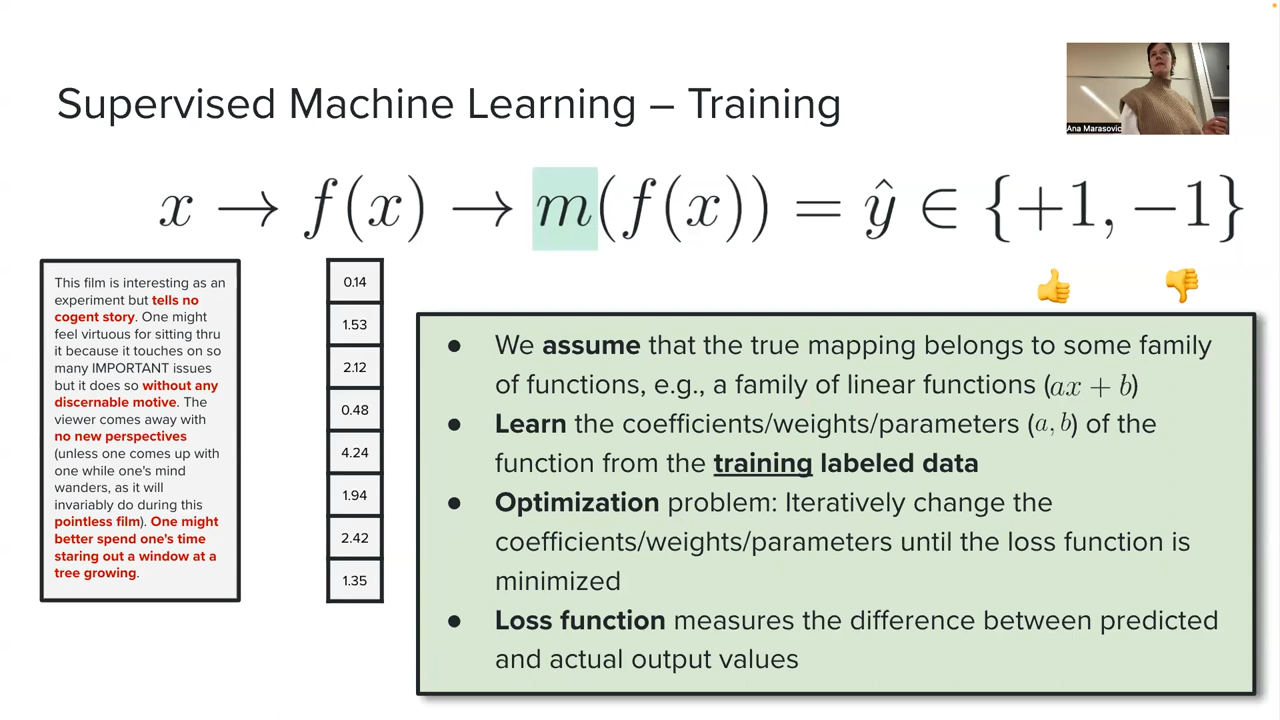 Ana Marasovic
Supervised Machine Learning – Training
x → f(x) → m(f(x)) = ŷ ∈ {+1, −1}
This film is interesting as an
experiment but tells no
cogent story. One might
feel virtuous for sitting thru
it because it touches on so
many IMPORTANT issues
but it does so without any
discernable motive. The
viewer comes away with
no new perspectives
(unless one comes up with
one while one's mind
wanders, as it will
invariably do during this
pointless film). One might
better spend one's time
staring out a window at a
tree growing.
0.14
1.53
2.12
0.48
4.24
1.94
2.42
1.35
● We assume that the true mapping belongs to some family
of functions, e.g., a family of linear functions (ax + b)
● Learn the coefficients/weights/parameters (a, b) of the
function from the training labeled data
● Optimization problem: Iteratively change the
coefficients/weights/parameters until the loss function is
minimized
● Loss function measures the difference between predicted
and actual output values